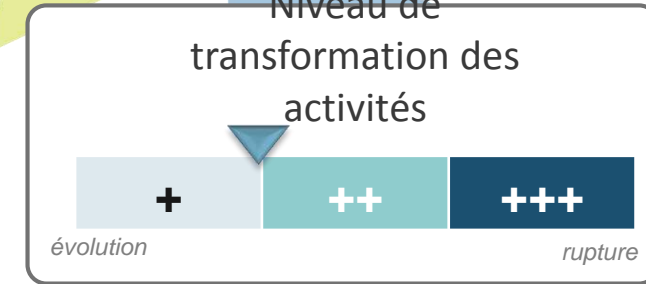 Niveau de
transformation des
activités
+ ++ +++
évolution rupture